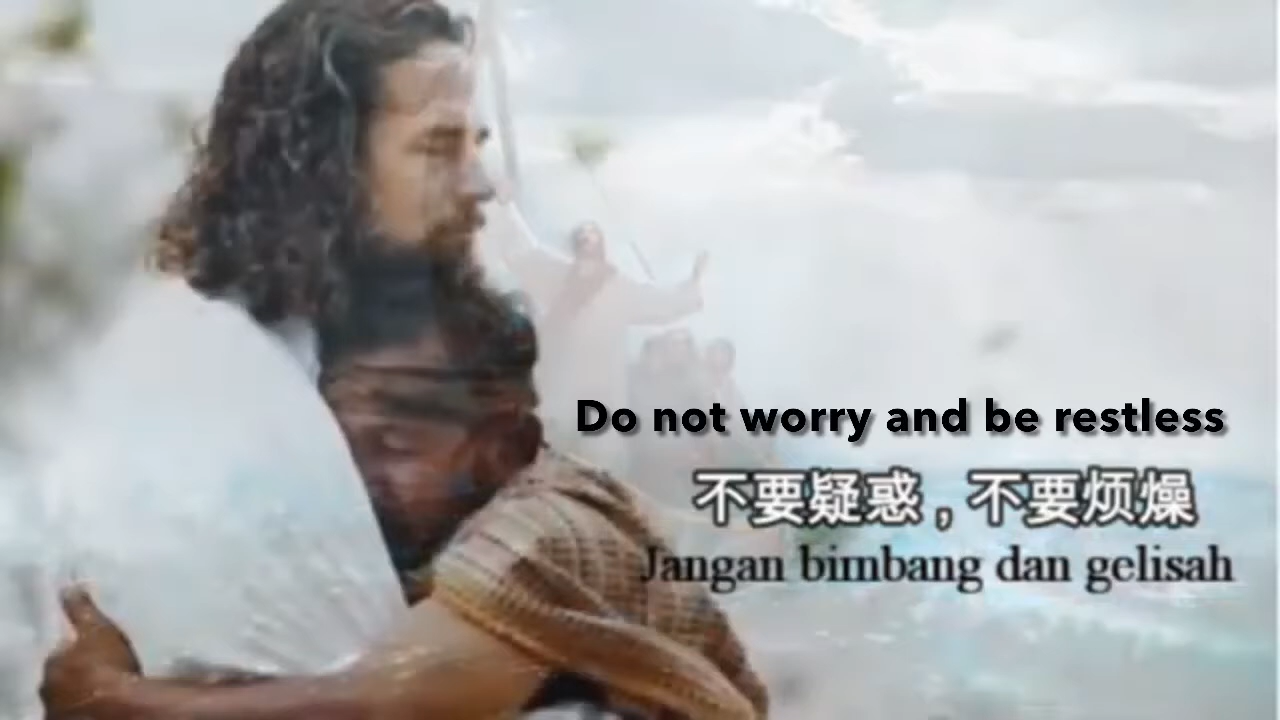 Do not worry and be restless
不要疑惑，不要烦燥
Jangan bimbang dan gelisah